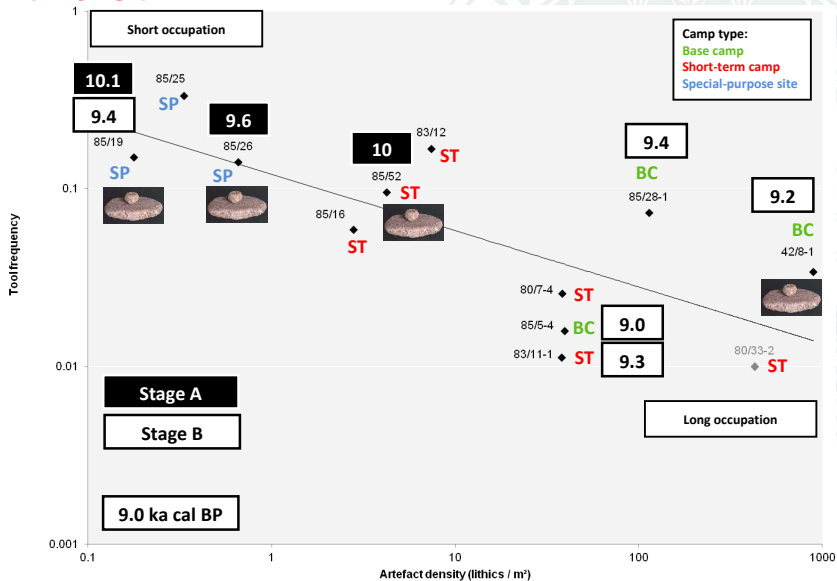 1
Short occupation
Camp type:
Base camp
Short-term camp
Special-purpose site
10.1
85/25
SP
9.4
9.6
85/19
85/26
SP
SP
10
83/12
ST
85/52
ST
85/16
ST
9.4
BC
85/28-1
9.2
BC
42/8-1
0.1
Tool frequency
80/7-4
ST
85/5-4
BC
9.0
83/11-1
ST
9.3
80/33-2
ST
0.01
Stage A
Stage B
Long occupation
9.0 ka cal BP
0.001
0.1
1
10
100
1000
Artefact density (lithics / m²)